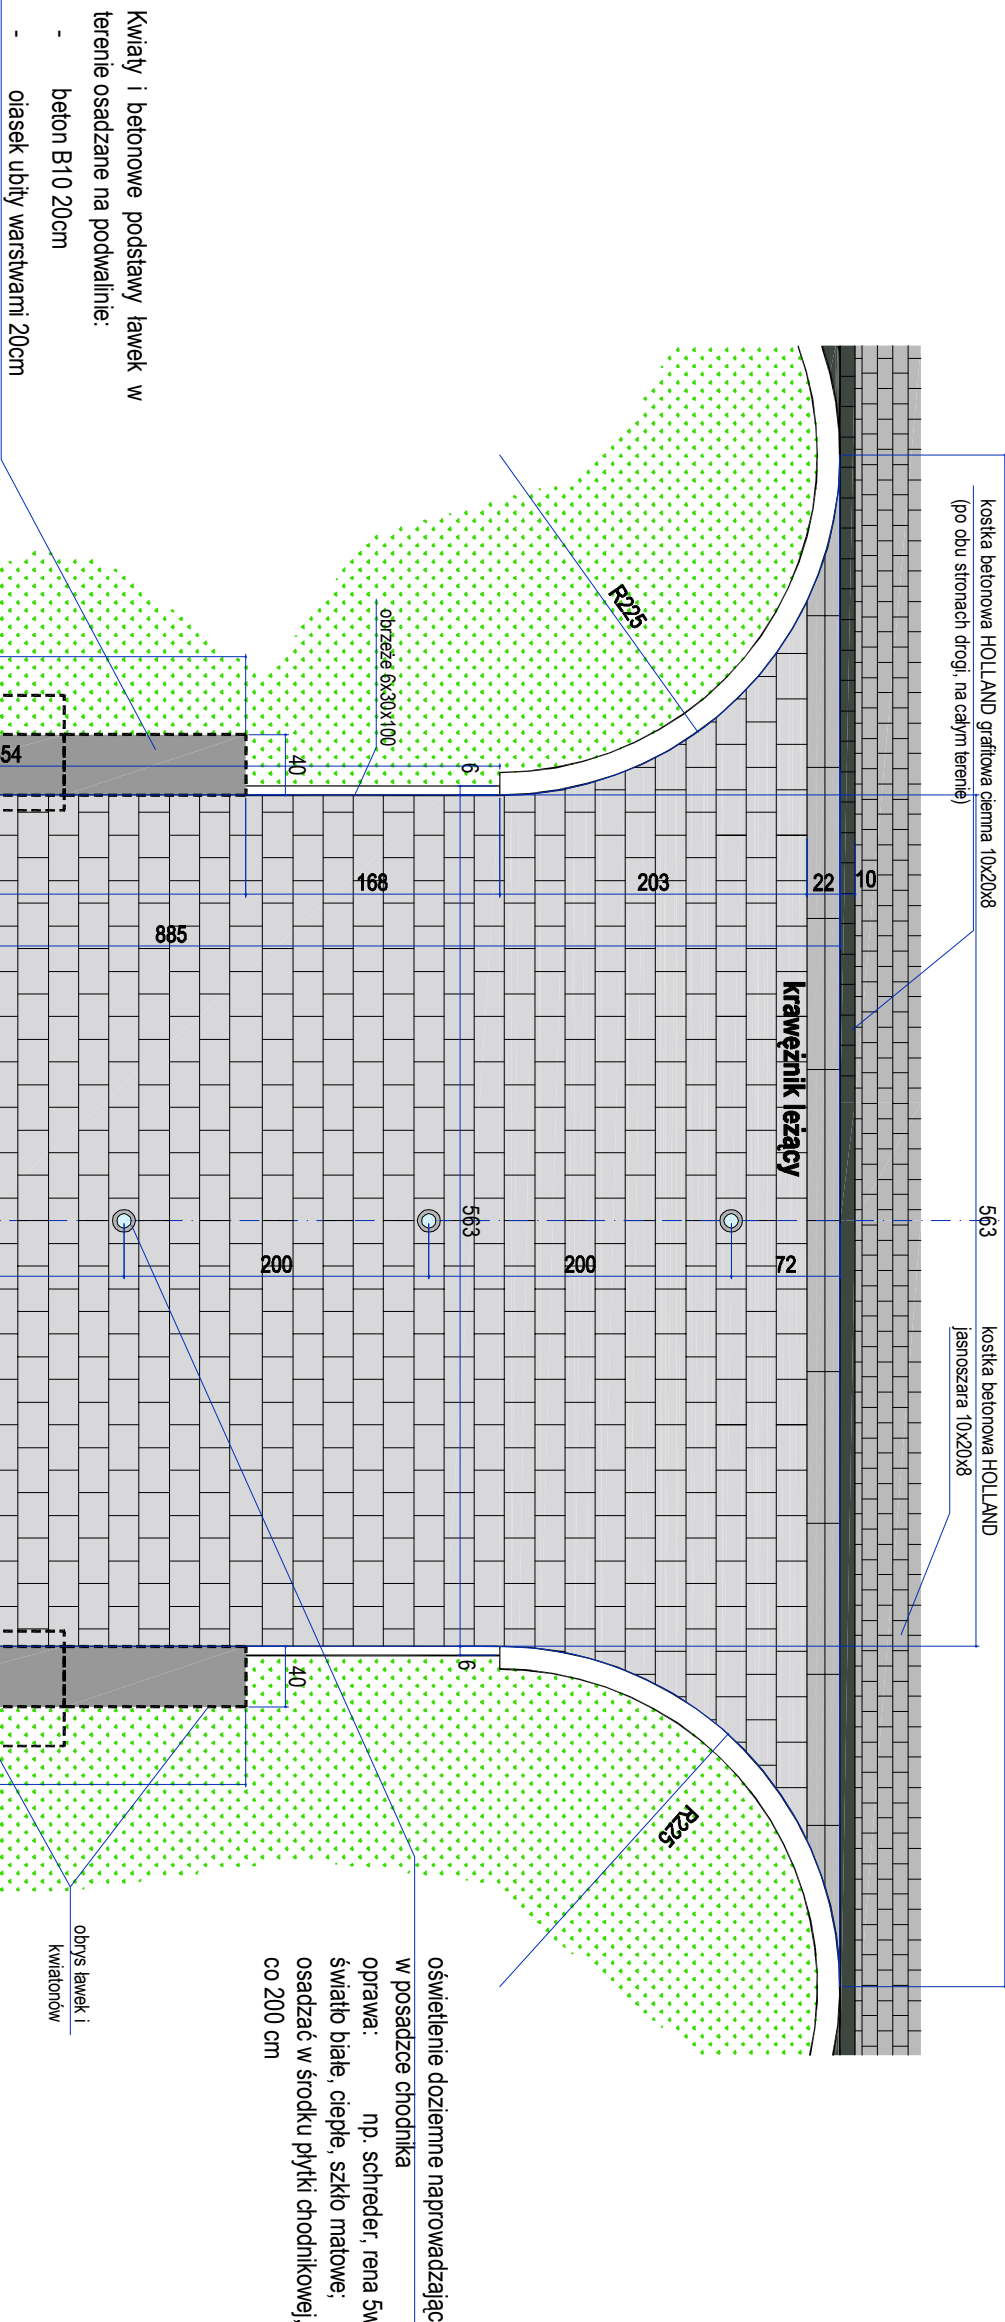 kostka betonowa HOLLAND grafitowa ciemna 10x20x8
(po obu stronach drogi, na całym terenie)
563
kostka betonowa HOLLAND
jasnoszara 10x20x8
10
22
203
168
885
krawężnik leżący
72
200
200
563
R225
R225
obrzeże 6x30x100
6
6
40
40
54
Kwiaty i betonowe podstawy ławek w
terenie osadzane na podwalinie:
- beton B10 20cm
- oiasek ubity warstwami 20cm
oświetlenie doziemne naprowadzając
w posadzce chodnika
oprawa: np. schreder, rena 5w
światło białe, ciepłe, szkło matowe;
osadzać w środku płytki chodnikowej,
co 200 cm
obrys ławek i
kwiatonów